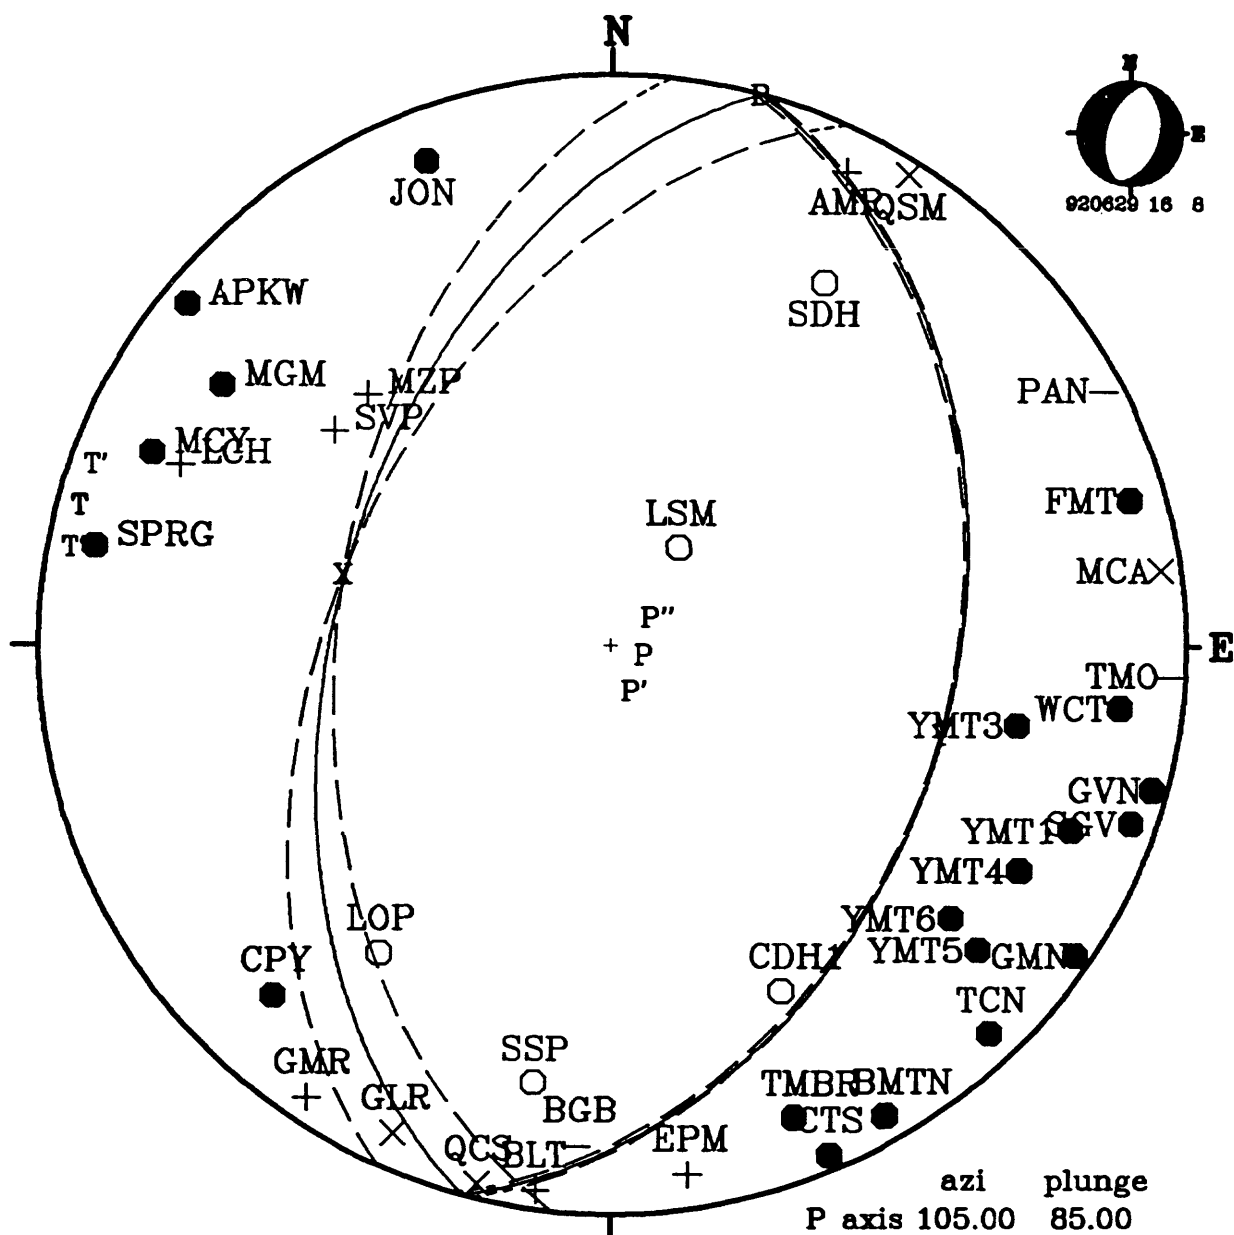 N
B
N
E
920629 16 8
JON
AMR
QSM
APKW
SDH
MGM
MZP
PAN
SVP
MCY
LCH
T'
T
FMT
LSM
SPRG
X
MCA
P"
P
P'
E
TMO
WCT
YMT3
GVN
YMT1
SGV
YMT4
LOP
YMT6
YMT5
GMN
CPY
CDH1
TCN
SSP
GMR
GLR
TMBR
BMTN
BGB
CTS
QCS
BLT
EPM
azi plunge
P axis 105.00 85.00